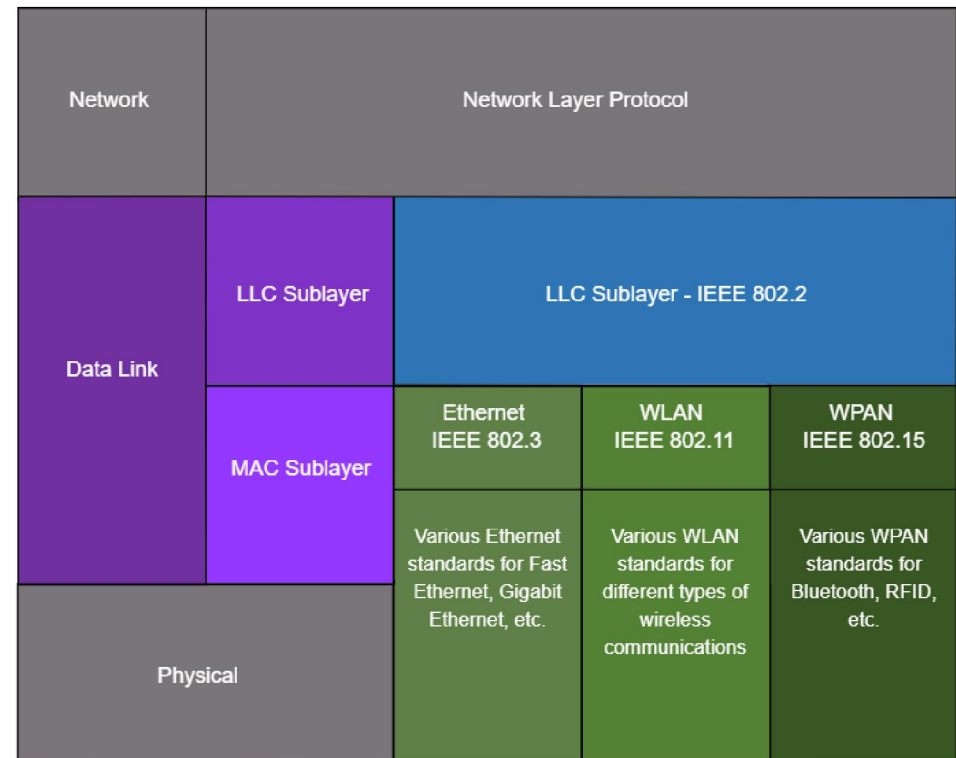 Network
Network Layer Protocol
Data Link
LLC Sublayer
LLC Sublayer - IEEE 802.2
MAC Sublayer
Ethernet
IEEE 802.3
WLAN
IEEE 802.11
WPAN
IEEE 802.15
Various Ethernet
standards for Fast
Ethernet, Gigabit
Ethernet, etc.
Various WLAN
standards for
different types of
wireless
communications
Various WPAN
standards for
Bluetooth, RFID,
etc.
Physical